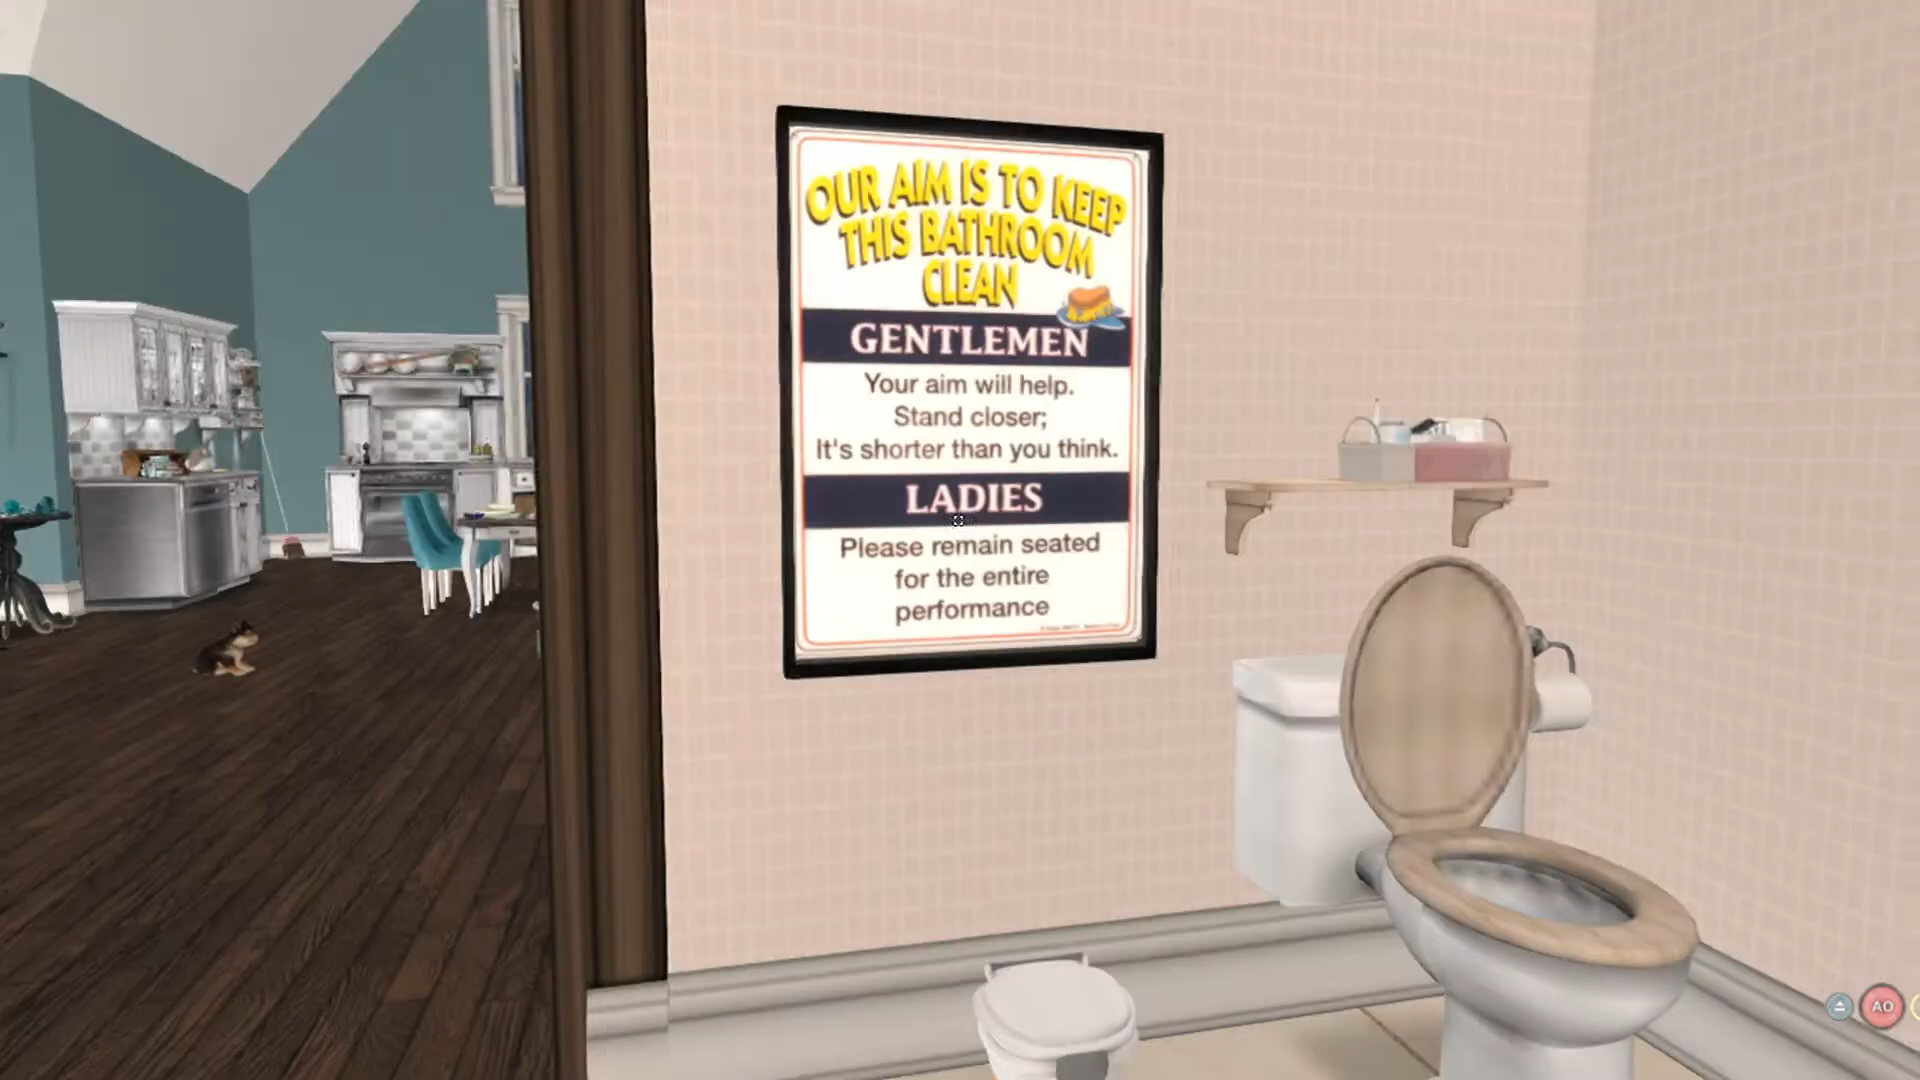 OUR AIM IS TO KEEP
THIS BATHROOM
CLEAN
GENTLEMEN
Your aim will help.
Stand closer;
It's shorter than you think.
LADIES
Please remain seated
for the entire
performance
AO